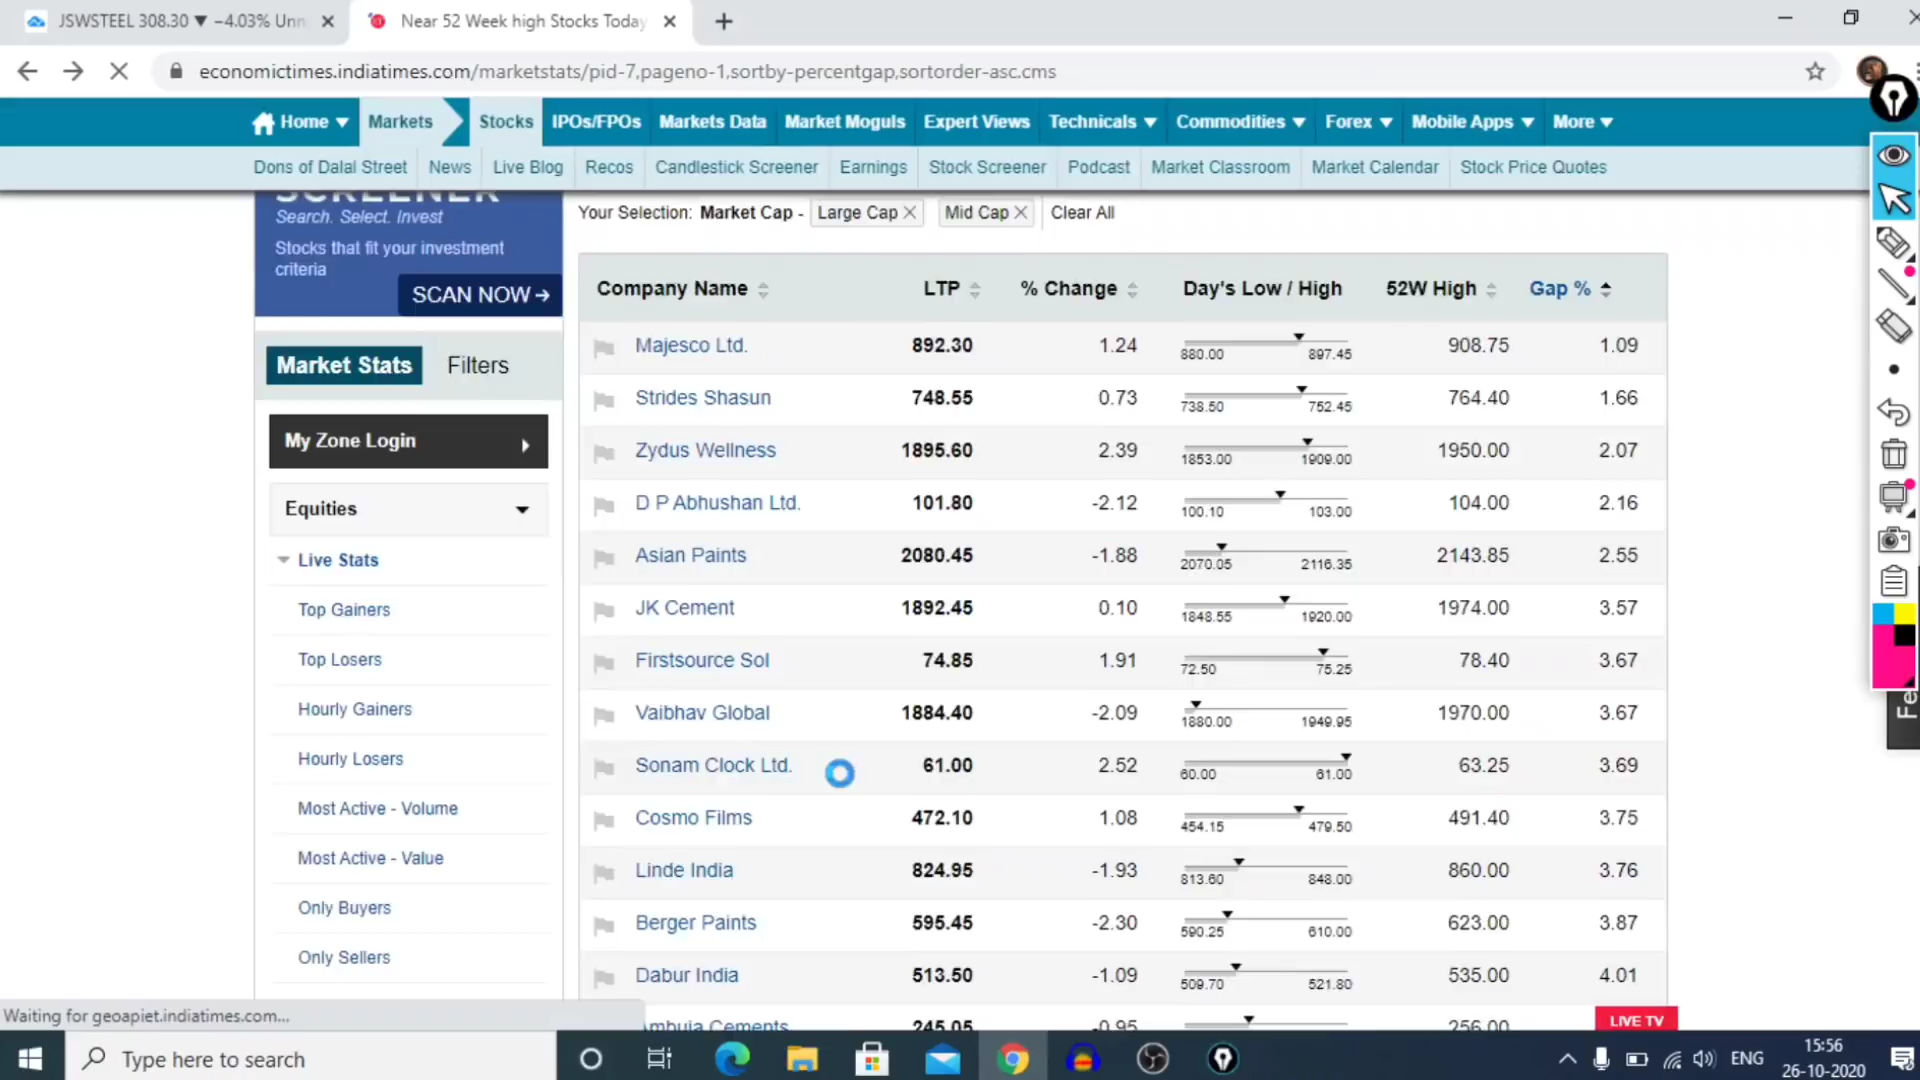 JSWSTEEL 308.30 ▼ −4.03% Unn
Near 52 Week high Stocks Today
economictimes.indiatimes.com/marketstats/pid-7,pageno-1,sortby-percentgap,sortorder-asc.cms
Home ▼ Markets Stocks IPOs/FPOs Markets Data Market Moguls Expert Views Technicals ▼ Commodities ▼ Forex ▼ Mobile Apps ▼ More ▼
Dons of Dalal Street News Live Blog Recos Candlestick Screener Earnings Stock Screener Podcast Market Classroom Market Calendar Stock Price Quotes
SCREENER
Search. Select. Invest
Stocks that fit your investment
criteria
SCAN NOW →
Market Stats Filters
My Zone Login
Equities
Live Stats
Top Gainers
Top Losers
Hourly Gainers
Hourly Losers
Most Active - Volume
Most Active - Value
Only Buyers
Only Sellers
Your Selection: Market Cap - Large Cap Mid Cap Clear All
Company Name LTP % Change Day's Low / High 52W High Gap %
Majesco Ltd. 892.30 1.24 880.00 897.45 908.75 1.09
Strides Shasun 748.55 0.73 738.50 752.45 764.40 1.66
Zydus Wellness 1895.60 2.39 1853.00 1909.00 1950.00 2.07
D P Abhushan Ltd. 101.80 -2.12 100.10 103.00 104.00 2.16
Asian Paints 2080.45 -1.88 2070.05 2116.35 2143.85 2.55
JK Cement 1892.45 0.10 1848.55 1920.00 1974.00 3.57
Firstsource Sol 74.85 1.91 72.50 75.25 78.40 3.67
Vaibhav Global 1884.40 -2.09 1880.00 1949.95 1970.00 3.67
Sonam Clock Ltd. 61.00 2.52 60.00 61.00 63.25 3.69
Cosmo Films 472.10 1.08 454.15 479.50 491.40 3.75
Linde India 824.95 -1.93 813.60 848.00 860.00 3.76
Berger Paints 595.45 -2.30 590.25 610.00 623.00 3.87
Dabur India 513.50 -1.09 509.70 521.80 535.00 4.01
Ambuja Cements 245.05 -0.95 256.00
LIVE TV
Fe
Waiting for geoapiet.indiatimes.com...
Type here to search
ENG
15:56
26-10-2020